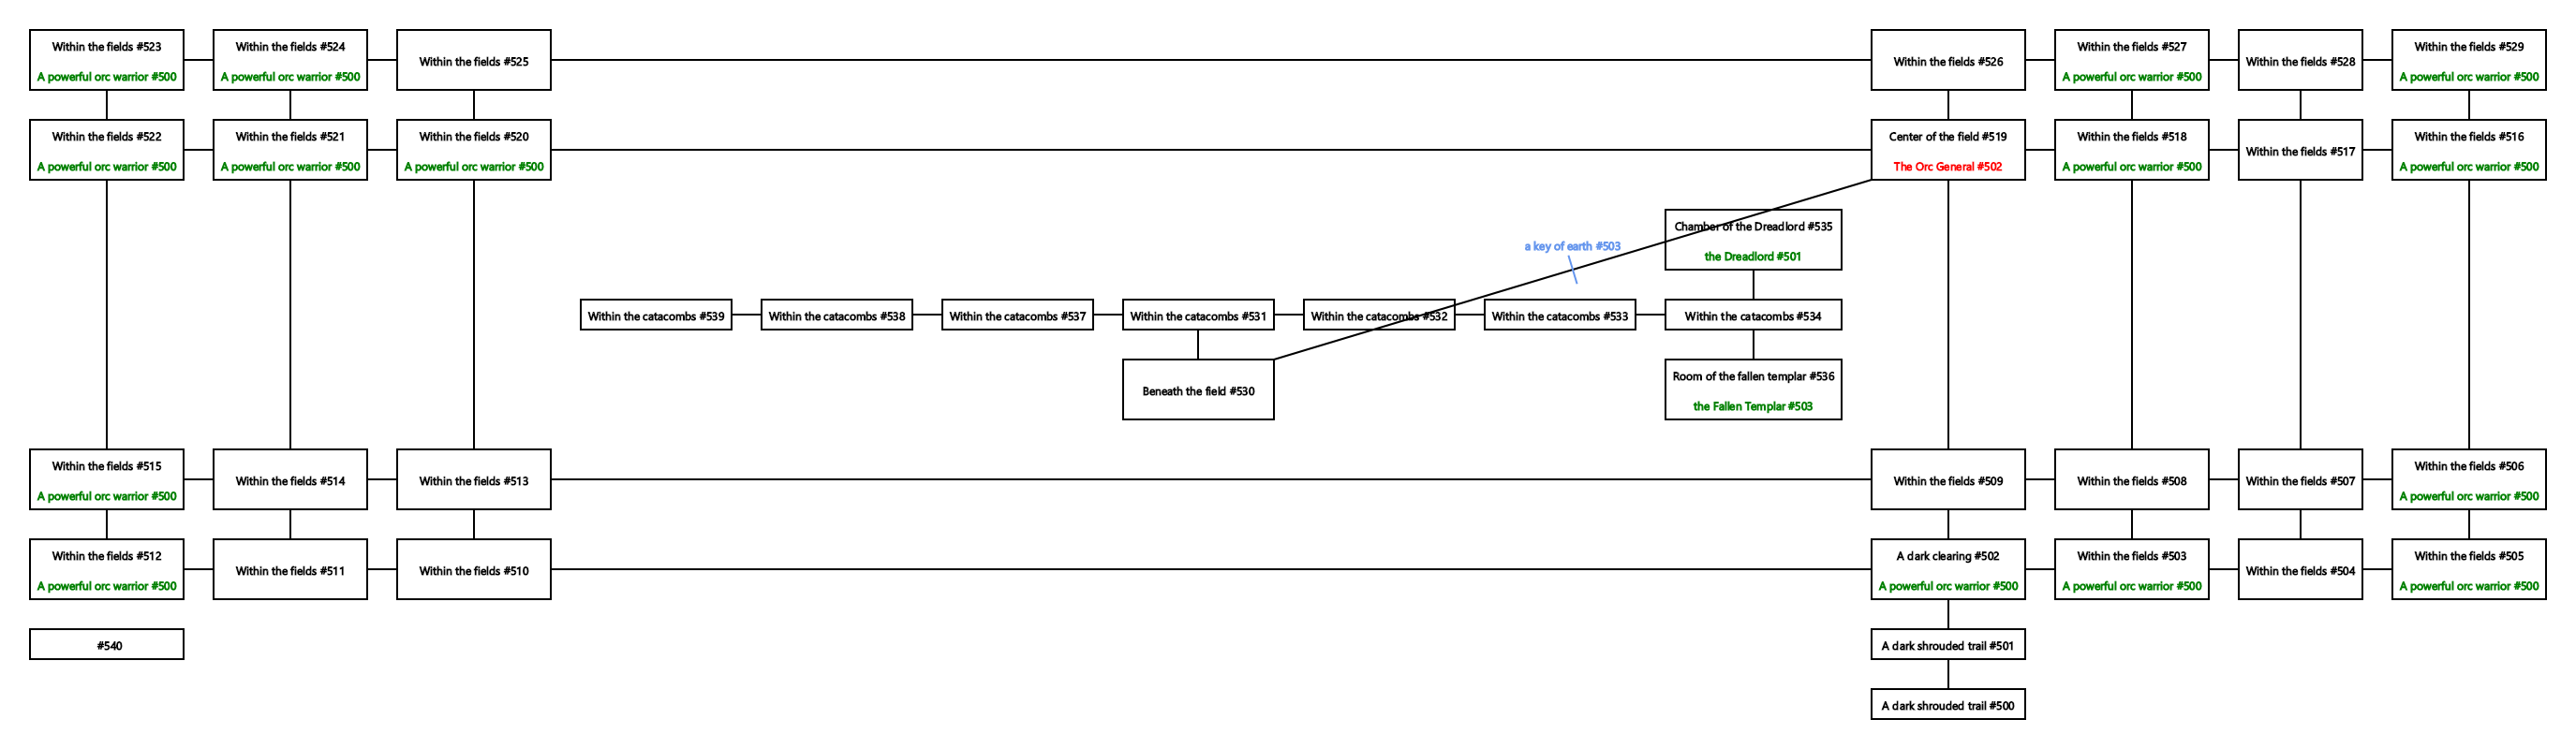 Within the fields #523
A powerful orc warrior #500
Within the fields #524
A powerful orc warrior #500
Within the fields #525
Within the fields #526
Within the fields #527
A powerful orc warrior #500
Within the fields #528
Within the fields #529
A powerful orc warrior #500
Within the fields #522
A powerful orc warrior #500
Within the fields #521
A powerful orc warrior #500
Within the fields #520
A powerful orc warrior #500
Center of the field #519
The Orc General #502
Within the fields #518
A powerful orc warrior #500
Within the fields #517
Within the fields #516
A powerful orc warrior #500
Chamber of the Dreadlord #535
the Dreadlord #501
a key of earth #503
Within the catacombs #539
Within the catacombs #538
Within the catacombs #537
Within the catacombs #531
Within the catacombs #532
Within the catacombs #533
Within the catacombs #534
Beneath the field #530
Room of the fallen templar #536
the Fallen Templar #503
Within the fields #515
A powerful orc warrior #500
Within the fields #514
Within the fields #513
Within the fields #509
Within the fields #508
Within the fields #507
Within the fields #506
A powerful orc warrior #500
Within the fields #512
A powerful orc warrior #500
Within the fields #511
Within the fields #510
A dark clearing #502
A powerful orc warrior #500
Within the fields #503
A powerful orc warrior #500
Within the fields #504
Within the fields #505
A powerful orc warrior #500
#540
A dark shrouded trail #501
A dark shrouded trail #500